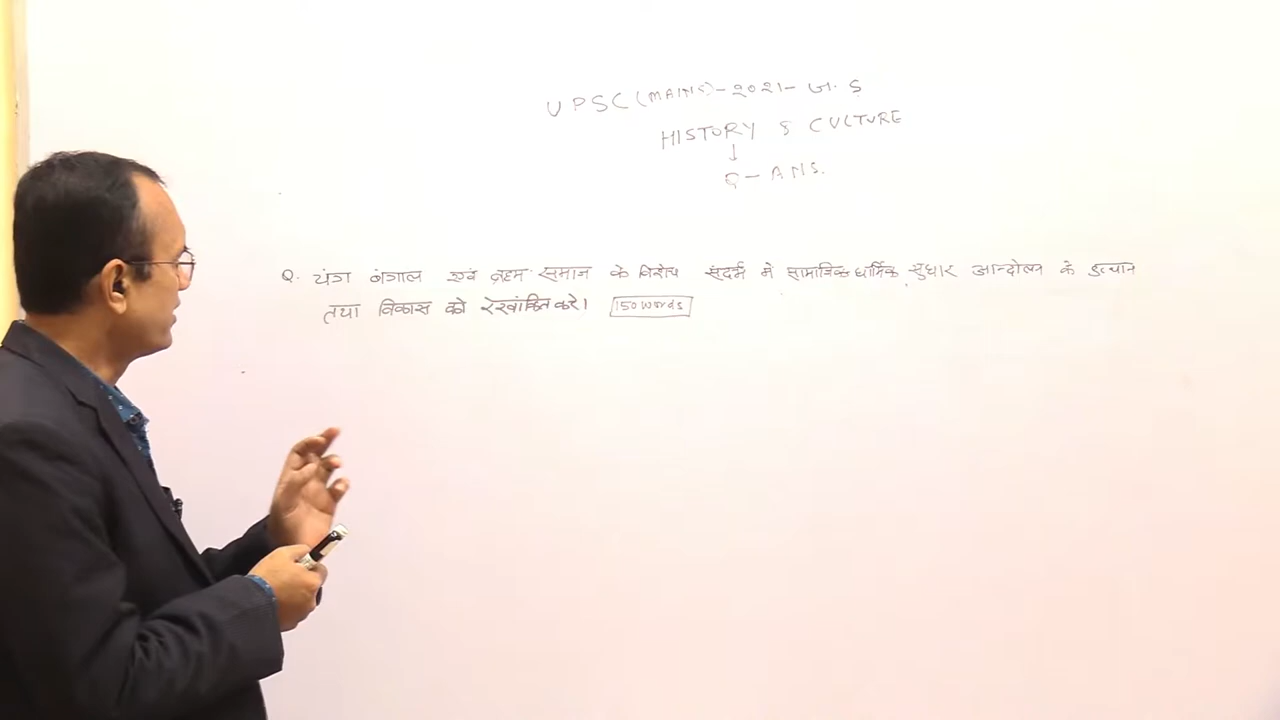 UPSC (MAINS) - 2021 - G.S
HISTORY & CULTURE
↓
Q - ANS.
Q. यंग बंगाल एवं ब्रह्म समाज के विशेष संदर्भ में सामाजिक धार्मिक सुधार आन्दोलन के उत्थान
तथा विकास को रेखांकित करे। 150 words